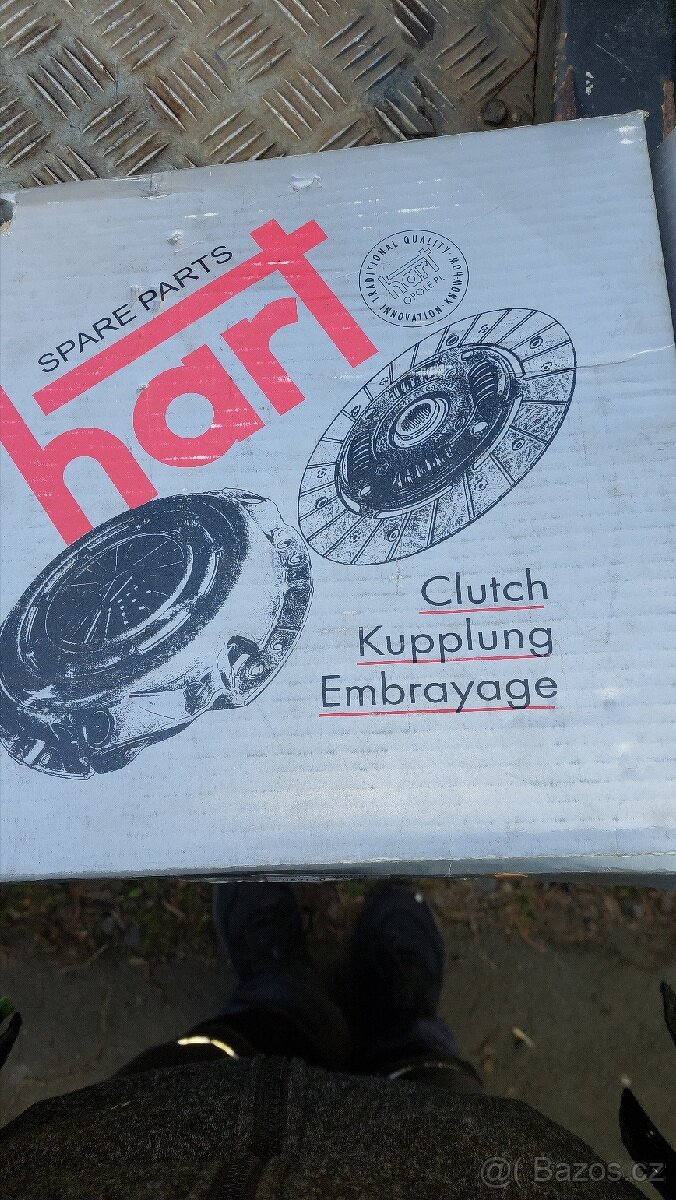 SPARE PARTS
hart
TRADITIONAL QUALITY
hart
OPOLE.PL
INNOVATION
Clutch
Kupplung
Embrayage
@( Bazos.cz